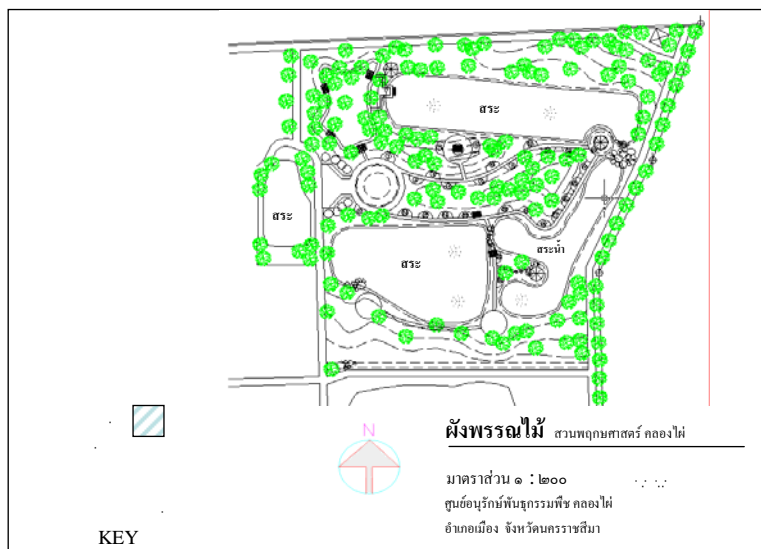 สระ
สระ
สระ
สระน้ำ
N
ผังพรรณไม้ สวนพฤกษศาสตร์ คลองไผ่
มาตราส่วน ๑ : ๒๐๐
ศูนย์อนุรักษ์พันธุกรรมพืช คลองไผ่
อำเภอเมือง จังหวัดนครราชสีมา
KEY